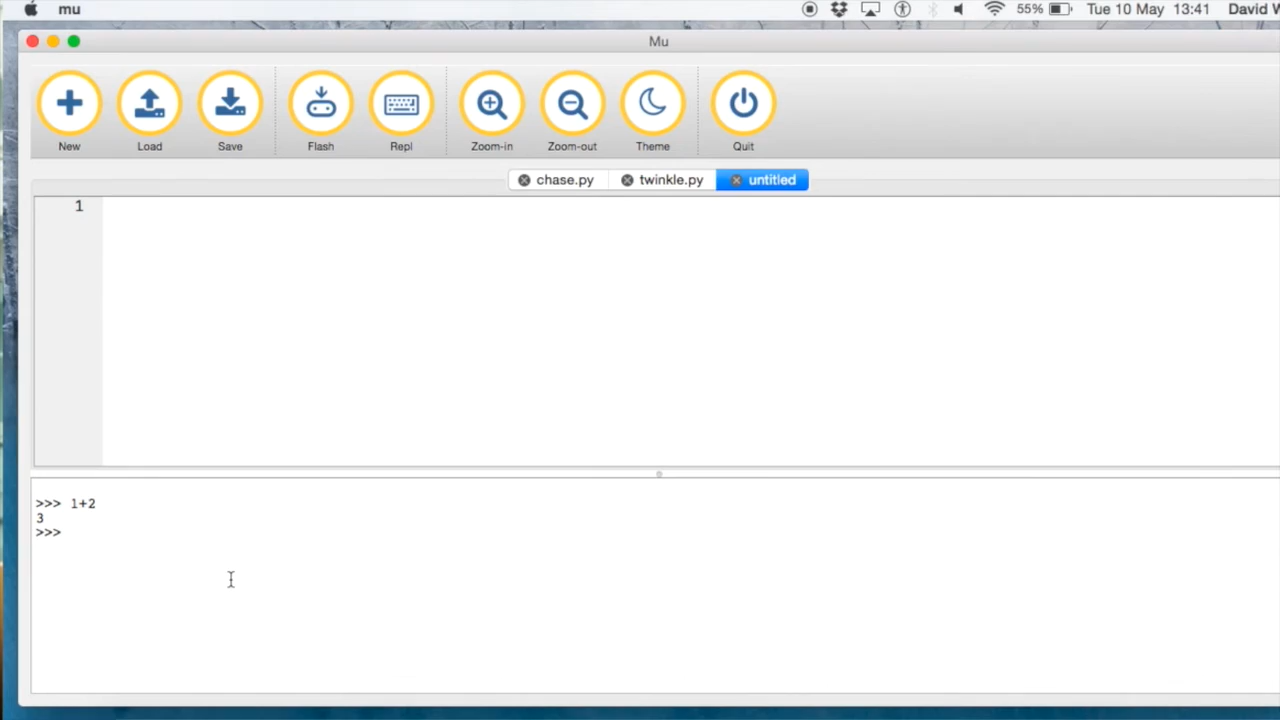 mu 55% Tue 10 May 13:41 David W
Mu
New Load Save Flash Repl Zoom-in Zoom-out Theme Quit
chase.py twinkle.py untitled
1
>>> 1+2
3
>>>